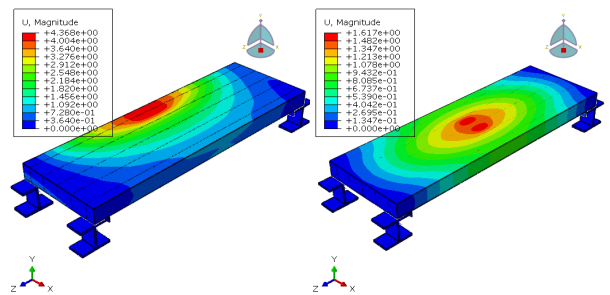 U, Magnitude
+4.368e+00
+4.004e+00
+3.640e+00
+3.276e+00
+2.912e+00
+2.548e+00
+2.184e+00
+1.820e+00
+1.456e+00
+1.092e+00
+7.280e-01
+3.640e-01
+0.000e+00
Y
Z
X
Y
Z
X
U, Magnitude
+1.617e+00
+1.482e+00
+1.347e+00
+1.213e+00
+1.078e+00
+9.432e-01
+8.085e-01
+6.737e-01
+5.390e-01
+4.042e-01
+2.695e-01
+1.347e-01
+0.000e+00
Y
Z
X
Y
Z
X